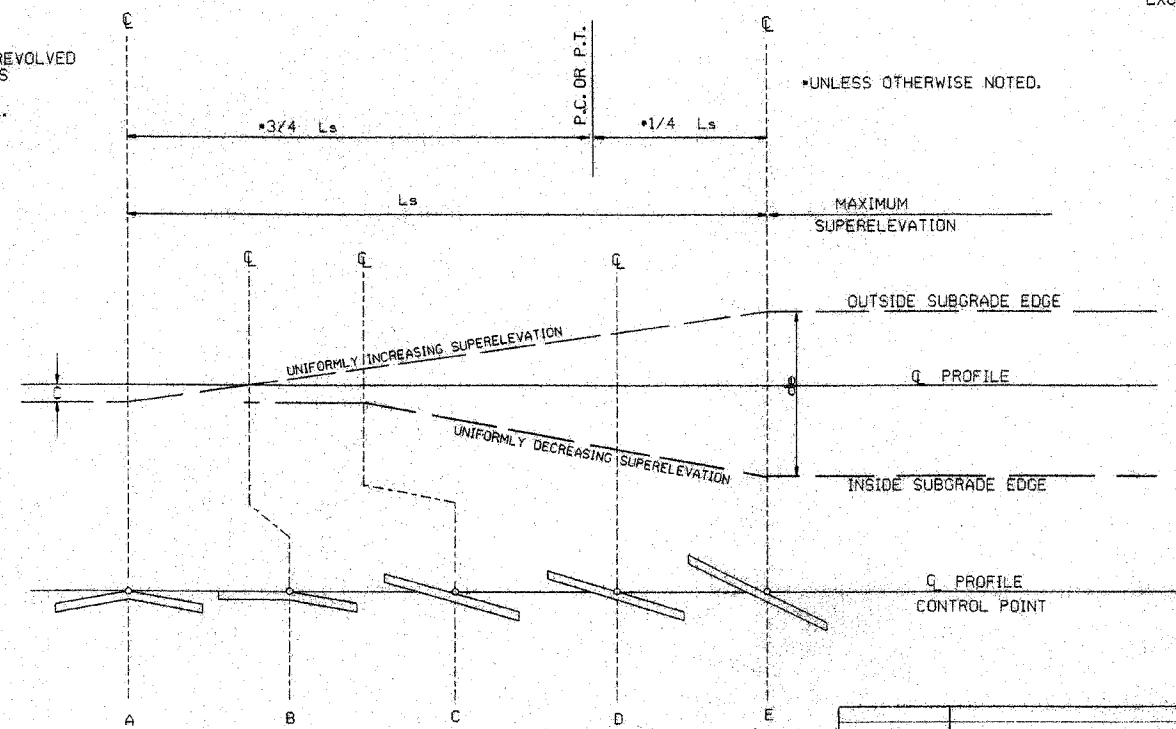 ℄
℄
REVOLVED
P.C. OR P.T.
*UNLESS OTHERWISE NOTED.
*3/4 Ls
*1/4 Ls
Ls
MAXIMUM
SUPERELEVATION
℄
℄
℄
OUTSIDE SUBGRADE EDGE
UNIFORMLY INCREASING SUPERELEVATION
℄ PROFILE
C
UNIFORMLY DECREASING SUPERELEVATION
INSIDE SUBGRADE EDGE
℄ PROFILE
CONTROL POINT
A
B
C
D
E